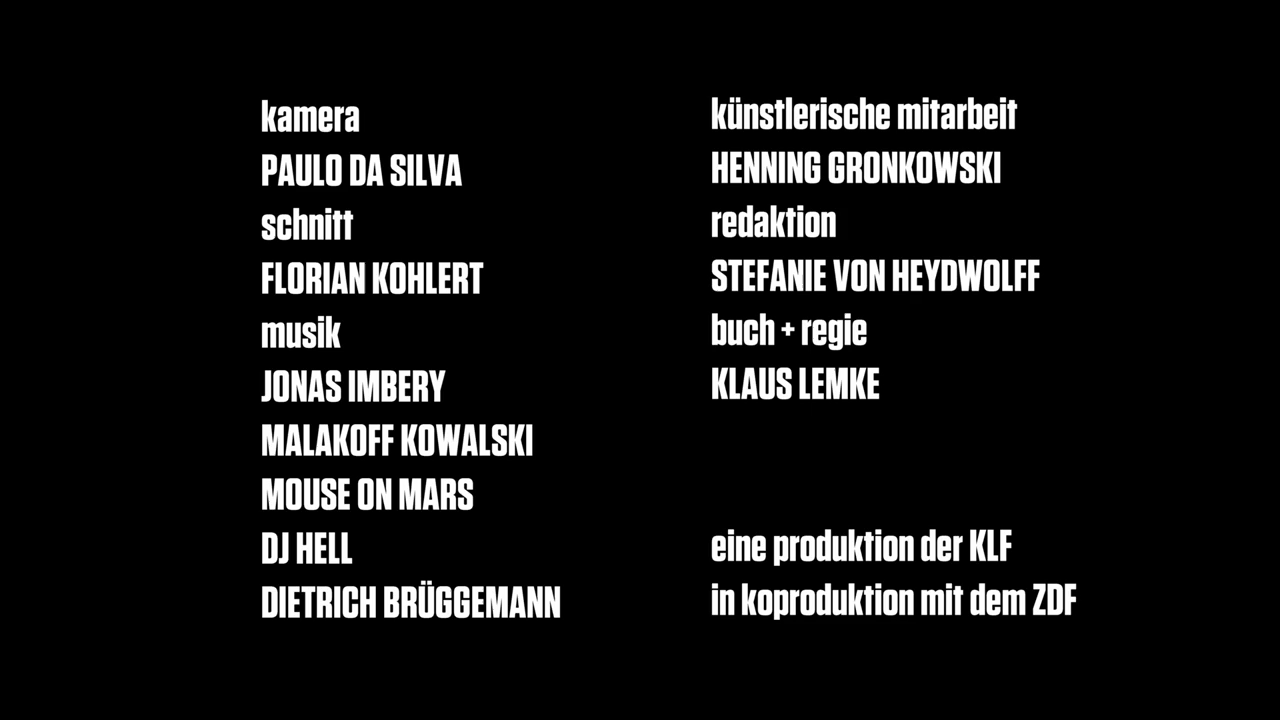 kamera
PAULO DA SILVA
schnitt
FLORIAN KOHLERT
musik
JONAS IMBERY
MALAKOFF KOWALSKI
MOUSE ON MARS
DJ HELL
DIETRICH BRÜGGEMANN
künstlerische mitarbeit
HENNING GRONKOWSKI
redaktion
STEFANIE VON HEYDWOLFF
buch + regie
KLAUS LEMKE
eine produktion der KLF
in koproduktion mit dem ZDF